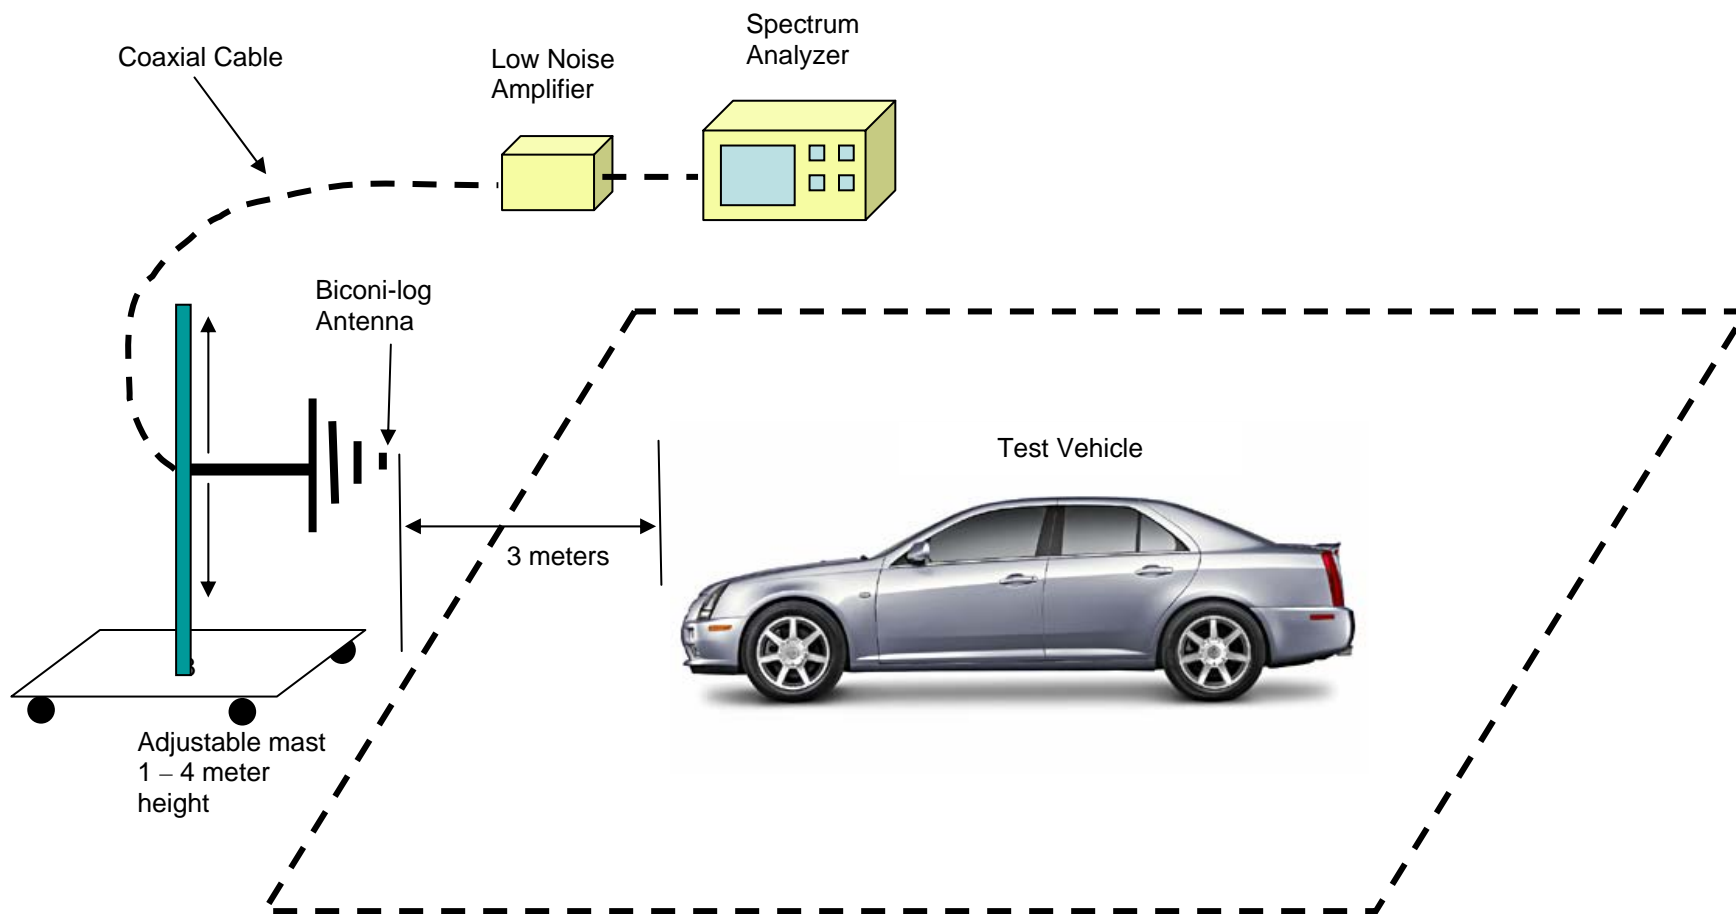 Spectrum
Analyzer
Coaxial Cable
Low Noise
Amplifier
Biconi-log
Antenna
Test Vehicle
3 meters
Adjustable mast
1 – 4 meter
height